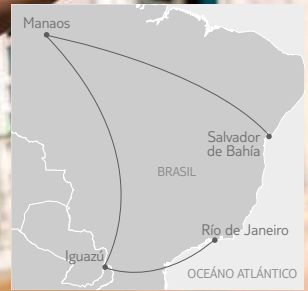 Manaos
Salvador
de Bahía
BRASIL
Río de Janeiro
Iguazú
OCEÁNO ATLÁNTICO